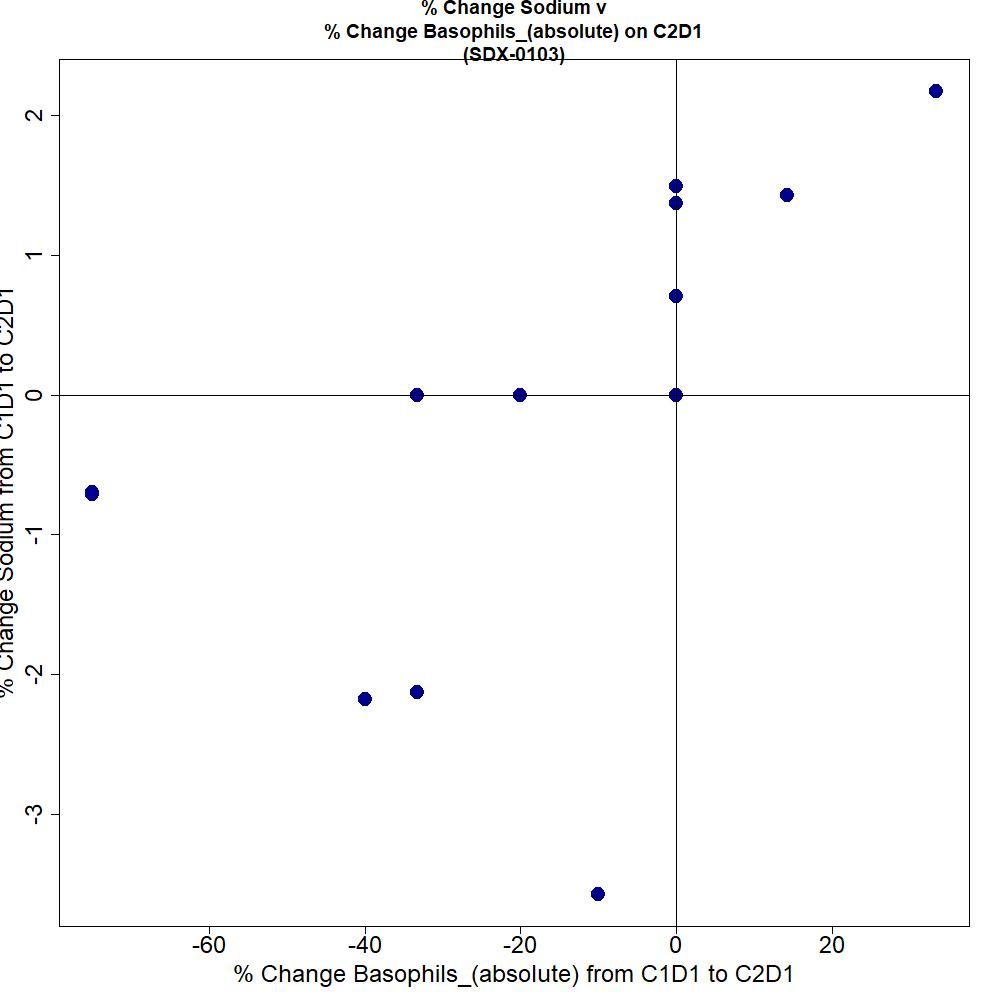 % Change Sodium v
% Change Basophils_(absolute) on C2D1
(SDX-0103)
% Change Sodium from C1D1 to C2D1
2
1
0
-1
-2
-3
-60 -40 -20 0 20
% Change Basophils_(absolute) from C1D1 to C2D1